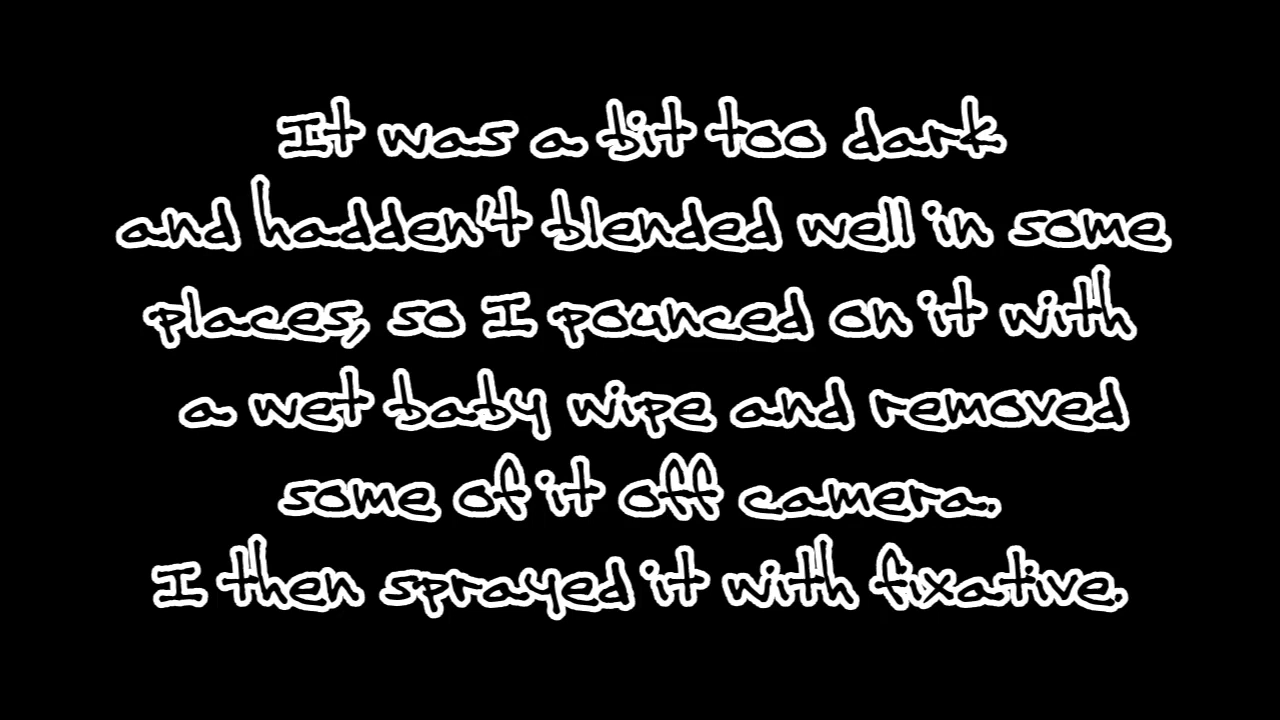 It was a bit too dark
and hadden't blended well in some
places, so I pounced on it with
a wet baby wipe and removed
some of it off camera.
I then sprayed it with fixative.